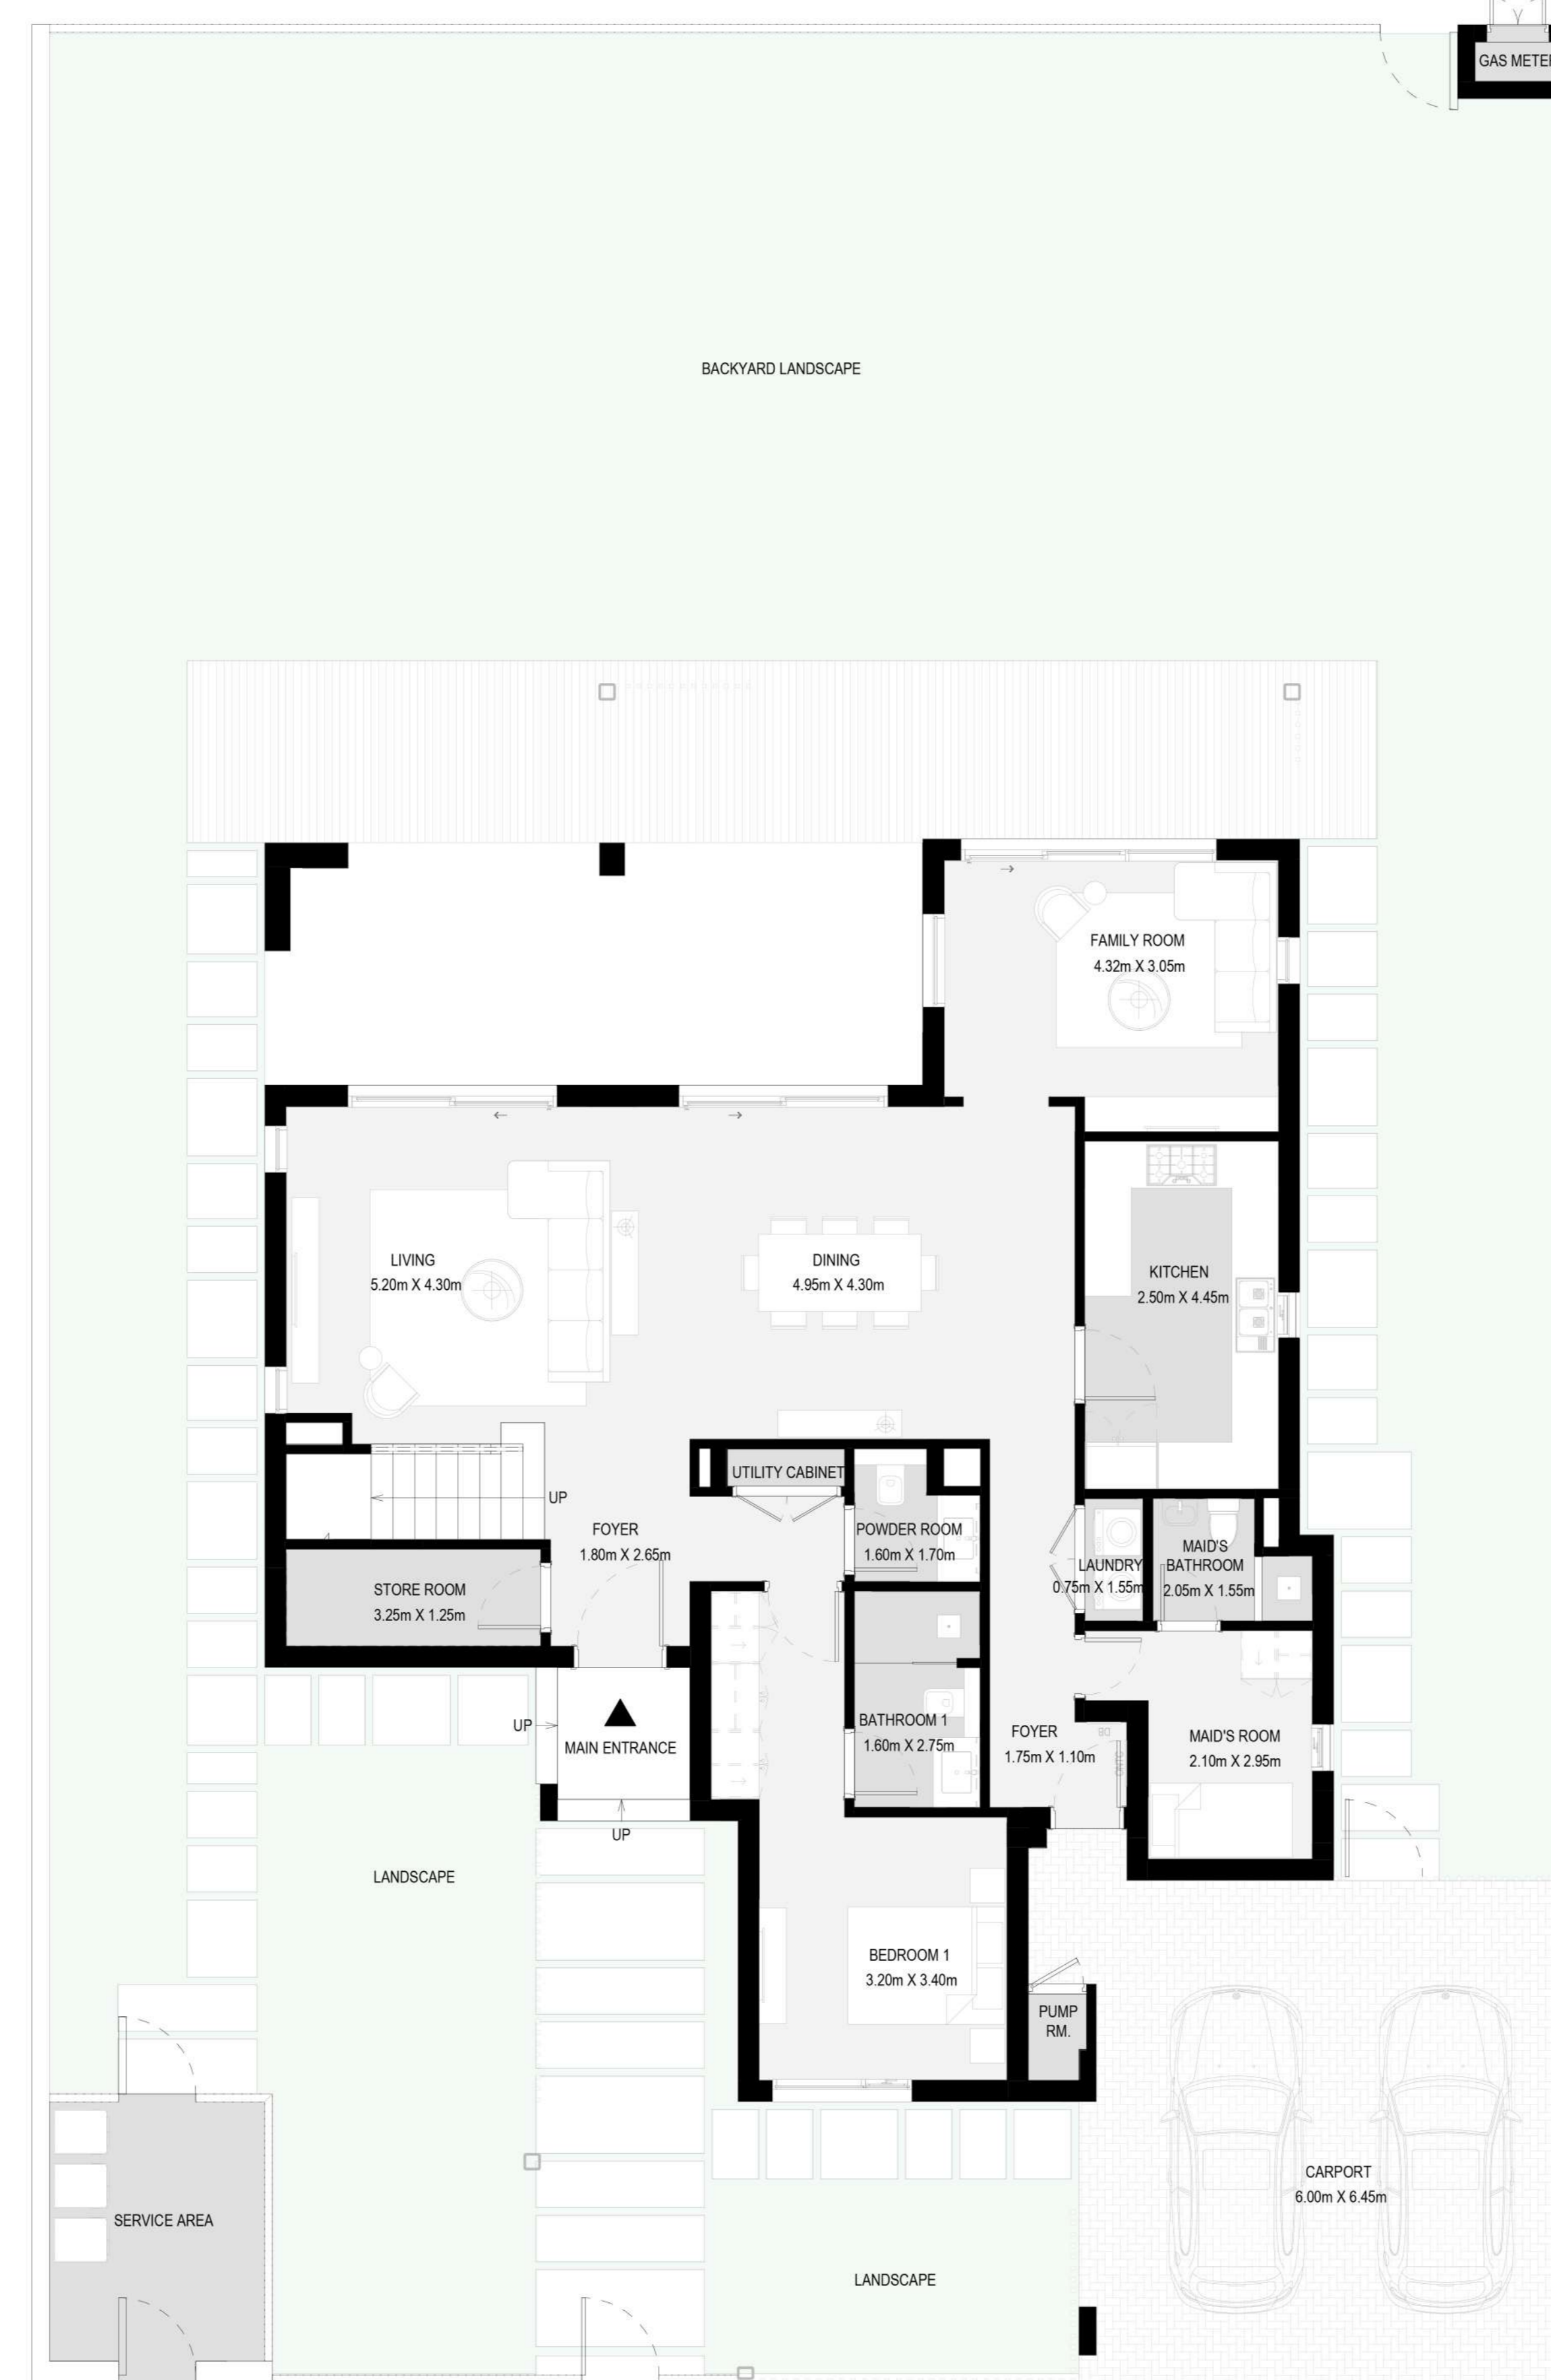 GAS METE
BACKYARD LANDSCAPE
FAMILY ROOM
4.32m X 3.05m
LIVING
5.20m X 4.30m
DINING
4.95m X 4.30m
KITCHEN
2.50m X 4.45m
UTILITY CABINET
UP
FOYER
1.80m X 2.65m
POWDER ROOM
1.60m X 1.70m
LAUNDRY
0.75m X 1.55m
MAID'S
BATHROOM
2.05m X 1.55m
STORE ROOM
3.25m X 1.25m
UP
MAIN ENTRANCE
UP
BATHROOM 1
1.60m X 2.75m
FOYER
1.75m X 1.10m
DB
MAID'S ROOM
2.10m X 2.95m
LANDSCAPE
BEDROOM 1
3.20m X 3.40m
PUMP
RM.
CARPORT
6.00m X 6.45m
SERVICE AREA
LANDSCAPE